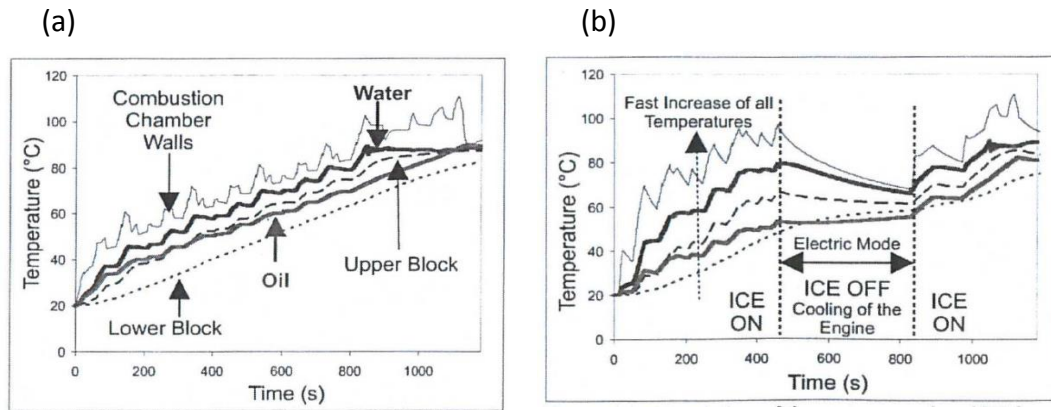 (a)
120
100
80
60
40
20
0
Temperature (°C)
Combustion
Chamber
Walls
Water
Oil
Upper Block
Lower Block
0 200 400 600 800 1000
Time (s)
(b)
120
100
80
60
40
20
0
Temperature (°C)
Fast Increase of all
Temperatures
ICE
ON
Electric Mode
ICE OFF
Cooling of the
Engine
ICE
ON
0 200 400 600 800 1000
Time (s)